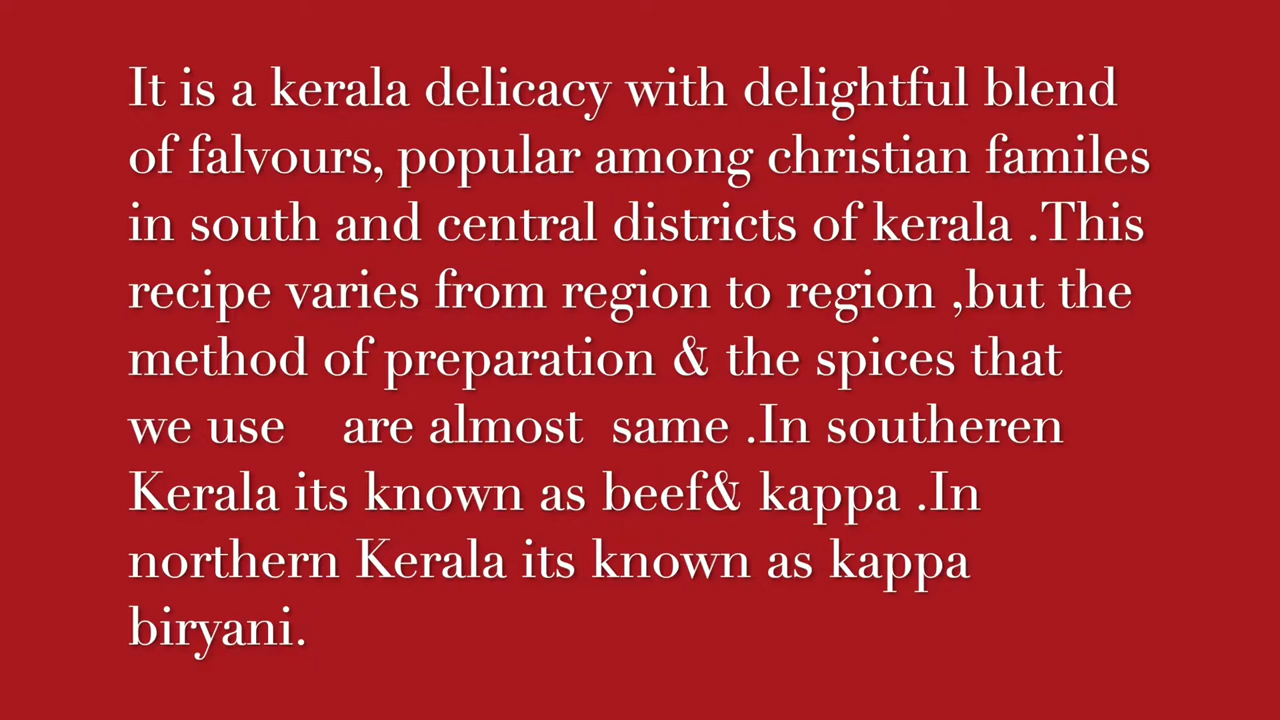 It is a kerala delicacy with delightful blend
of falvours, popular among christian familes
in south and central districts of kerala .This
recipe varies from region to region ,but the
method of preparation & the spices that
we use    are almost  same .In southeren
Kerala its known as beef& kappa .In
northern Kerala its known as kappa
biryani.